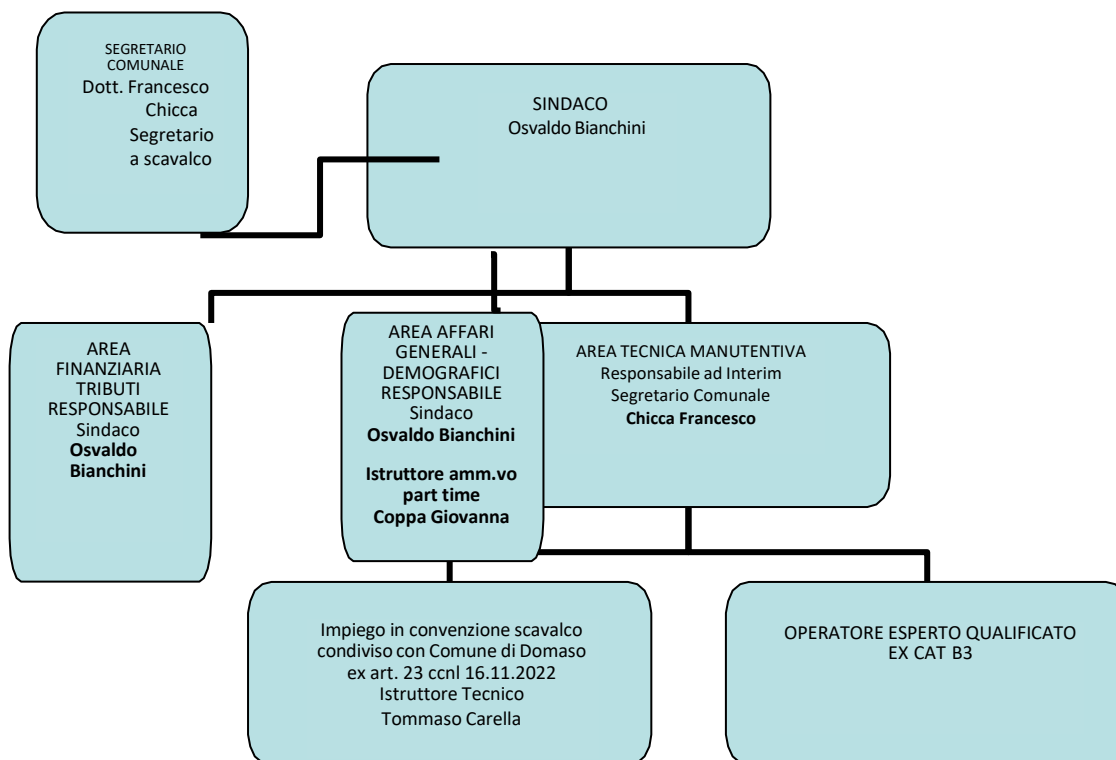 SEGRETARIO
COMUNALE
Dott. Francesco
Chicca
Segretario
a scavalco
SINDACO
Osvaldo Bianchini
AREA
FINANZIARIA
TRIBUTI
RESPONSABILE
Sindaco
Osvaldo
Bianchini
AREA AFFARI
GENERALI -
DEMOGRAFICI
RESPONSABILE
Sindaco
Osvaldo Bianchini
Istruttore amm.vo
part time
Coppa Giovanna
AREA TECNICA MANUTENTIVA
Responsabile ad Interim
Segretario Comunale
Chicca Francesco
Impiego in convenzione scavalco
condiviso con Comune di Domaso
ex art. 23 ccnl 16.11.2022
Istruttore Tecnico
Tommaso Carella
OPERATORE ESPERTO QUALIFICATO
EX CAT B3